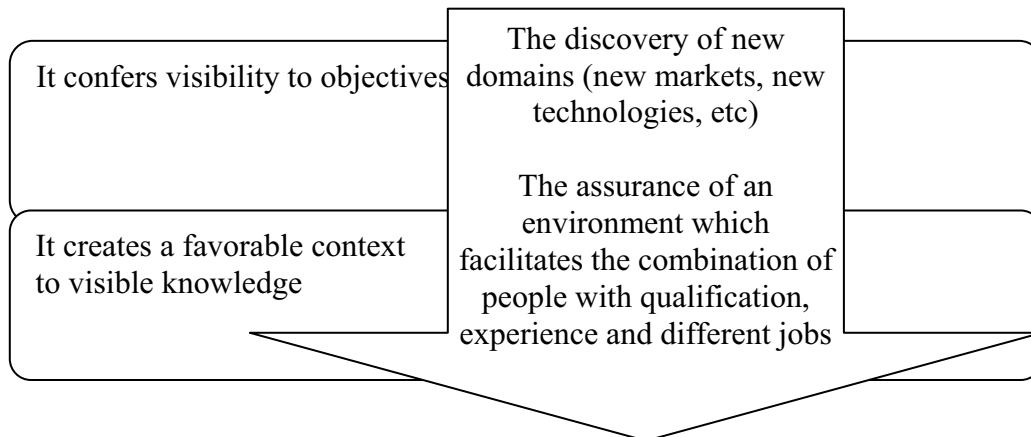 It confers visibility to objectives
It creates a favorable context
to visible knowledge
The discovery of new
domains (new markets, new
technologies, etc)
The assurance of an
environment which
facilitates the combination of
people with qualification,
experience and different jobs